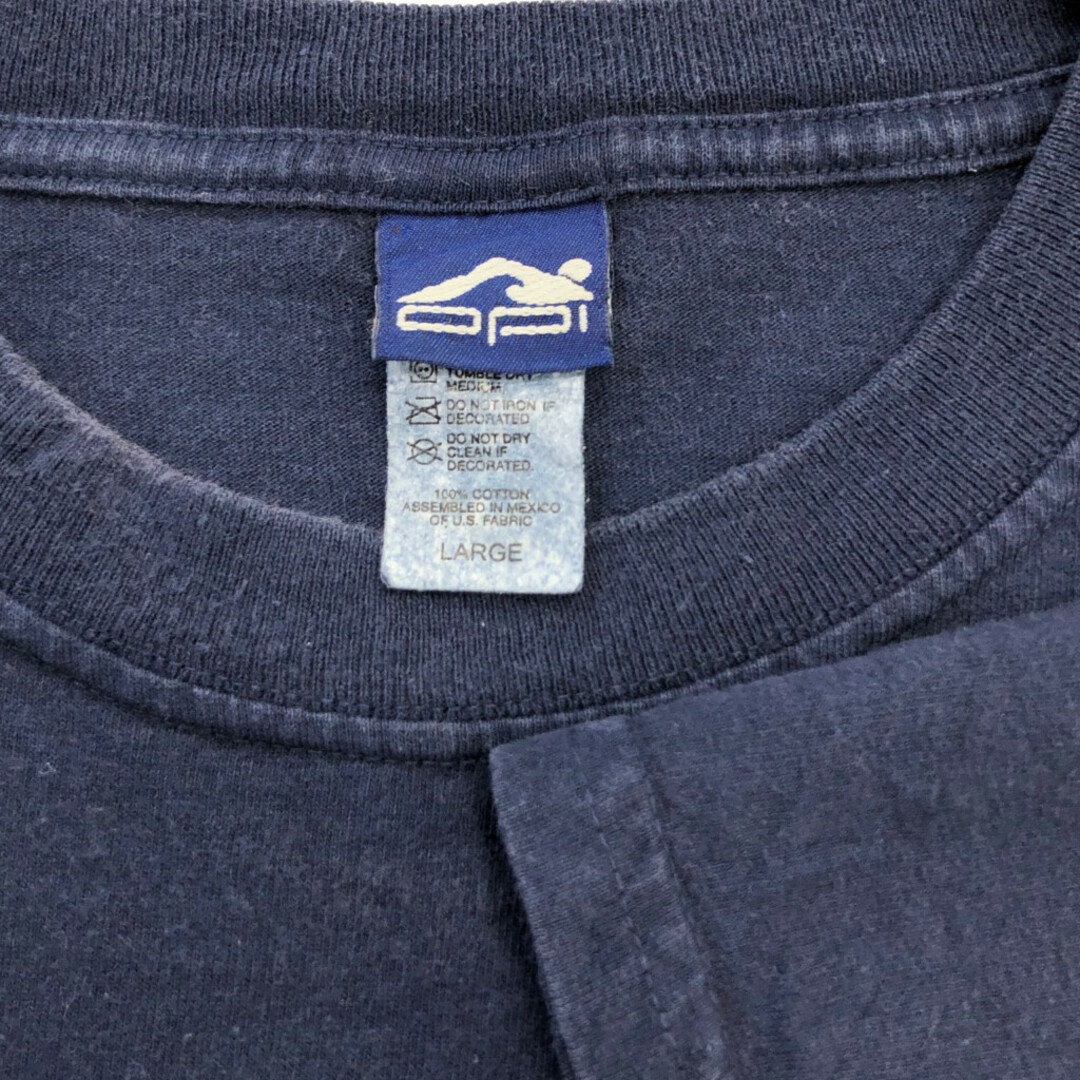 opi
TUMBLE DRY
MEDIUM.
DO NOT IRON IF
DECORATED
DO NOT DRY
CLEAN IF
DECORATED.
100% COTTON
ASSEMBLED IN MEXICO
OF U.S. FABRIC
LARGE